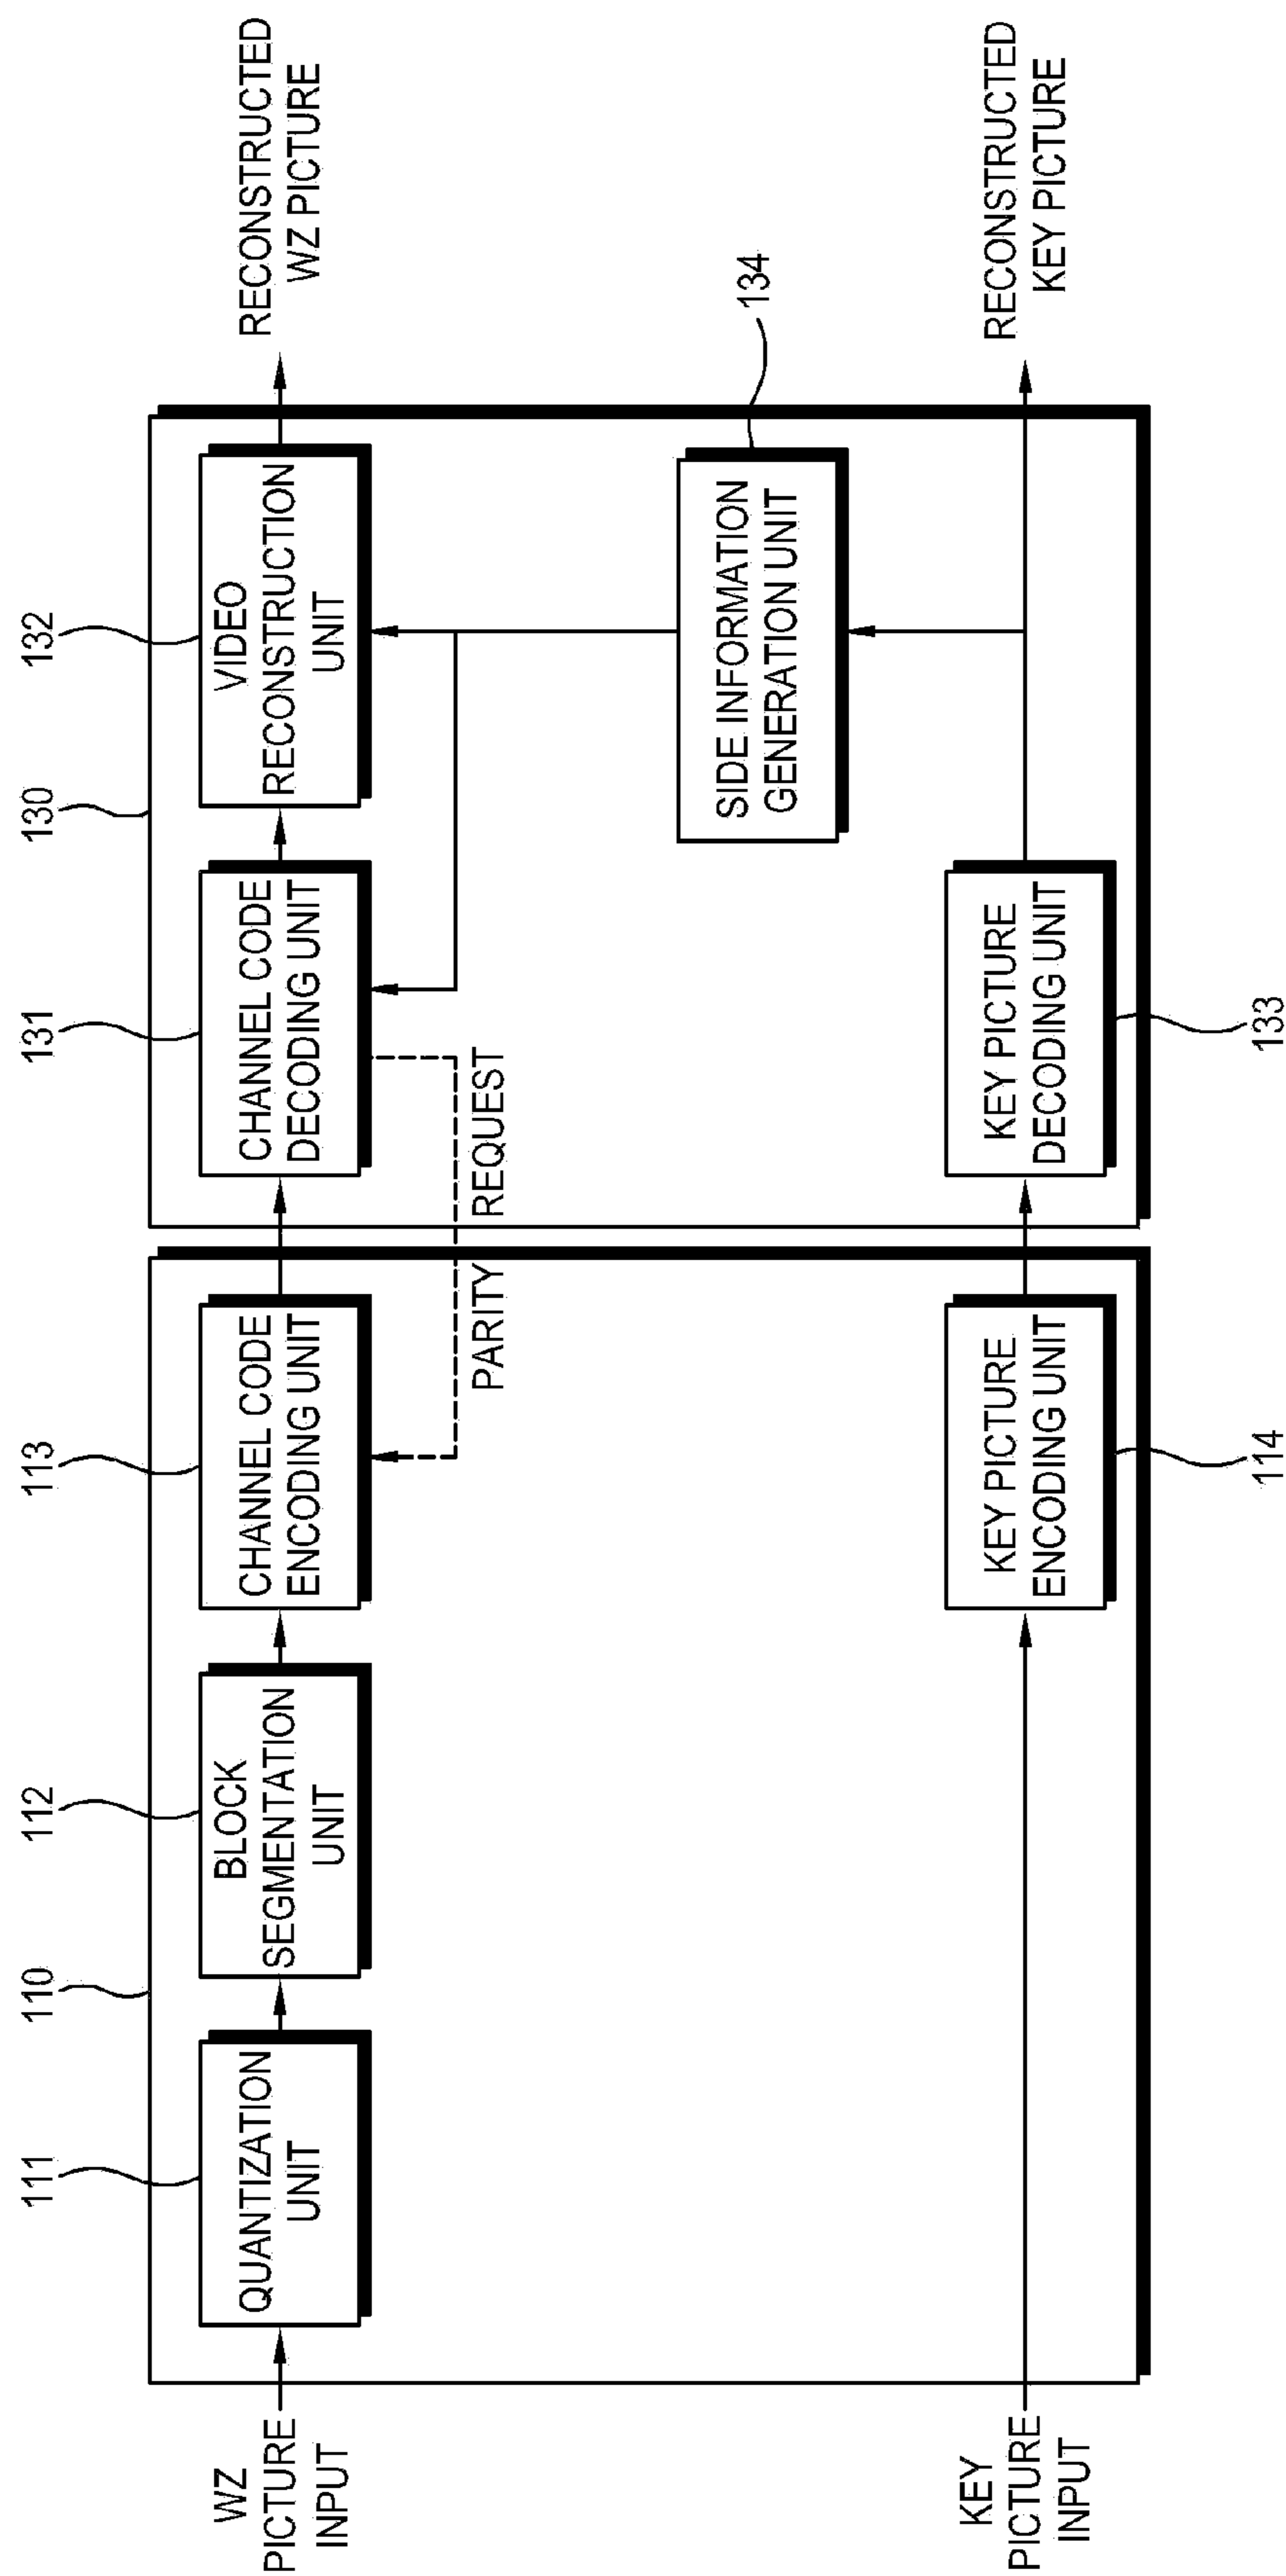 110
130
111
112
113
131
132
WZ
PICTURE
INPUT
QUANTIZATION
UNIT
BLOCK
SEGMENTATION
UNIT
CHANNEL CODE
ENCODING UNIT
CHANNEL CODE
DECODING UNIT
VIDEO
RECONSTRUCTION
UNIT
RECONSTRUCTED
WZ PICTURE
PARITY REQUEST
SIDE INFORMATION
GENERATION UNIT
134
KEY
PICTURE
INPUT
KEY PICTURE
ENCODING UNIT
KEY PICTURE
DECODING UNIT
RECONSTRUCTED
KEY PICTURE
114
133